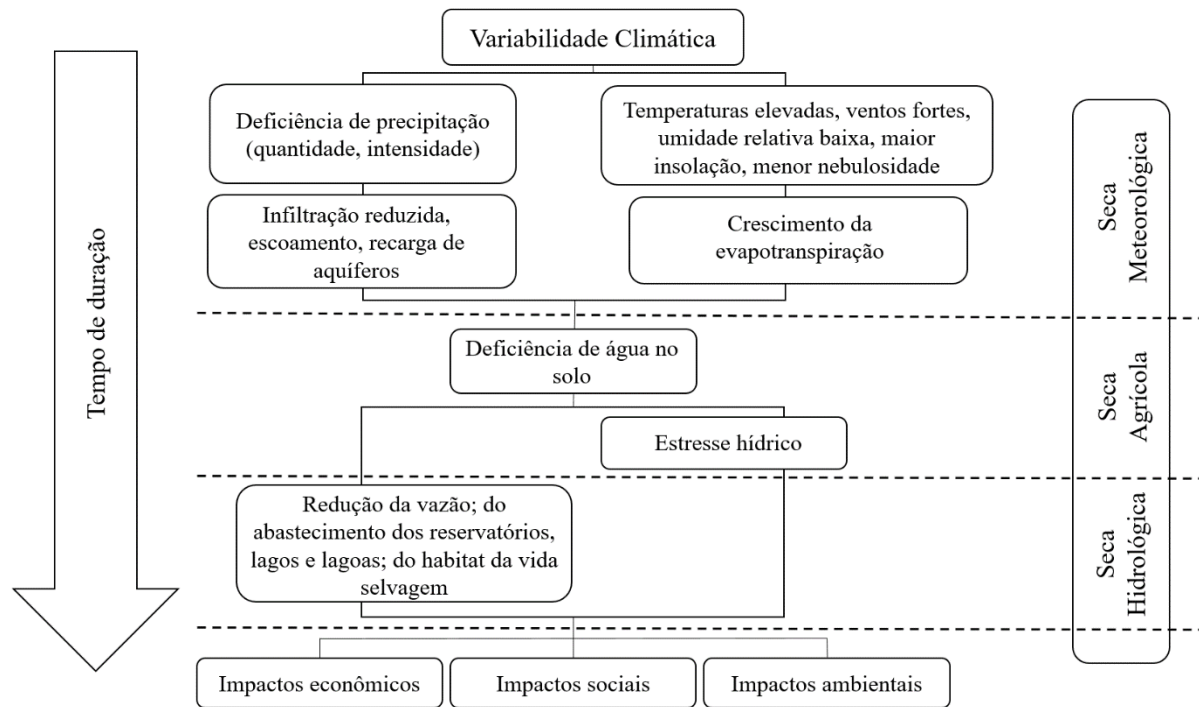 Variabilidade Climática
Deficiência de precipitação
(quantidade, intensidade)
Temperaturas elevadas, ventos fortes,
umidade relativa baixa, maior
insolação, menor nebulosidade
Infiltração reduzida,
escoamento, recarga de
aquíferos
Crescimento da
evapotranspiração
Seca
Meteorológica
Tempo de duração
Deficiência de água no
solo
Estresse hídrico
Seca
Agrícola
Redução da vazão; do
abastecimento dos reservatórios,
lagos e lagoas; do habitat da vida
selvagem
Seca
Hidrológica
Impactos econômicos
Impactos sociais
Impactos ambientais